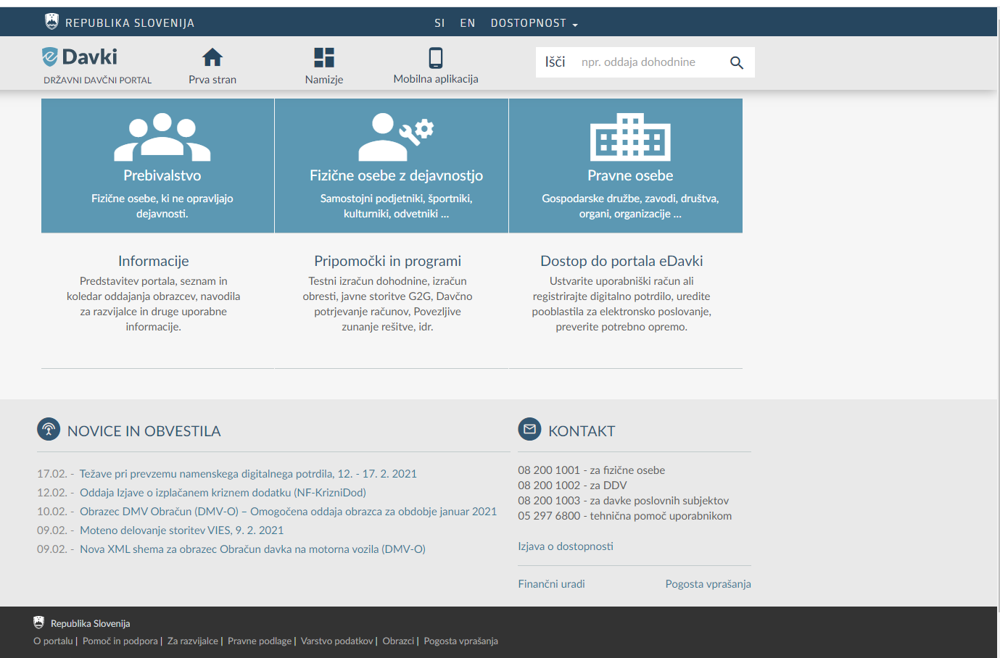 REPUBLIKA SLOVENIJA
SI EN DOSTOPNOST
eDavki
DRŽAVNI DAVČNI PORTAL
Prva stran
Namizje
Mobilna aplikacija
Išči npr. oddaja dohodnine
Prebivalstvo
Fizične osebe, ki ne opravljajo
dejavnosti.
Fizične osebe z dejavnostjo
Samostojni podjetniki, športniki,
kulturniki, odvetniki ...
Pravne osebe
Gospodarske družbe, zavodi, društva,
organi, organizacije ...
Informacije
Predstavitev portala, seznam in
koledar oddajanja obrazcev, navodila
za razvijalce in druge uporabne
informacije.
Pripomočki in programi
Testni izračun dohodnine, izračun
obresti, javne storitve G2G, Davčno
potrjevanje računov, Povezljive
zunanje rešitve, idr.
Dostop do portala eDavki
Ustvarite uporabniški račun ali
registrirajte digitalno potrdilo, uredite
pooblastila za elektronsko poslovanje,
preverite potrebno opremo.
NOVICE IN OBVESTILA
17.02. - Težave pri prevzemu namenskega digitalnega potrdila, 12. - 17. 2. 2021
12.02. - Oddaja Izjave o izplačanem kriznem dodatku (NF-KrizniDod)
10.02. - Obrazec DMV Obračun (DMV-O) – Omogočena oddaja obrazca za obdobje januar 2021
09.02. - Moteno delovanje storitev VIES, 9. 2. 2021
09.02. - Nova XML shema za obrazec Obračun davka na motorna vozila (DMV-O)
KONTAKT
08 200 1001 - za fizične osebe
08 200 1002 - za DDV
08 200 1003 - za davke poslovnih subjektov
05 297 6800 - tehnična pomoč uporabnikom
Izjava o dostopnosti
Finančni uradi Pogosta vprašanja
Republika Slovenija
O portalu | Pomoč in podpora | Za razvijalce | Pravne podlage | Varstvo podatkov | Obrazci | Pogosta vprašanja